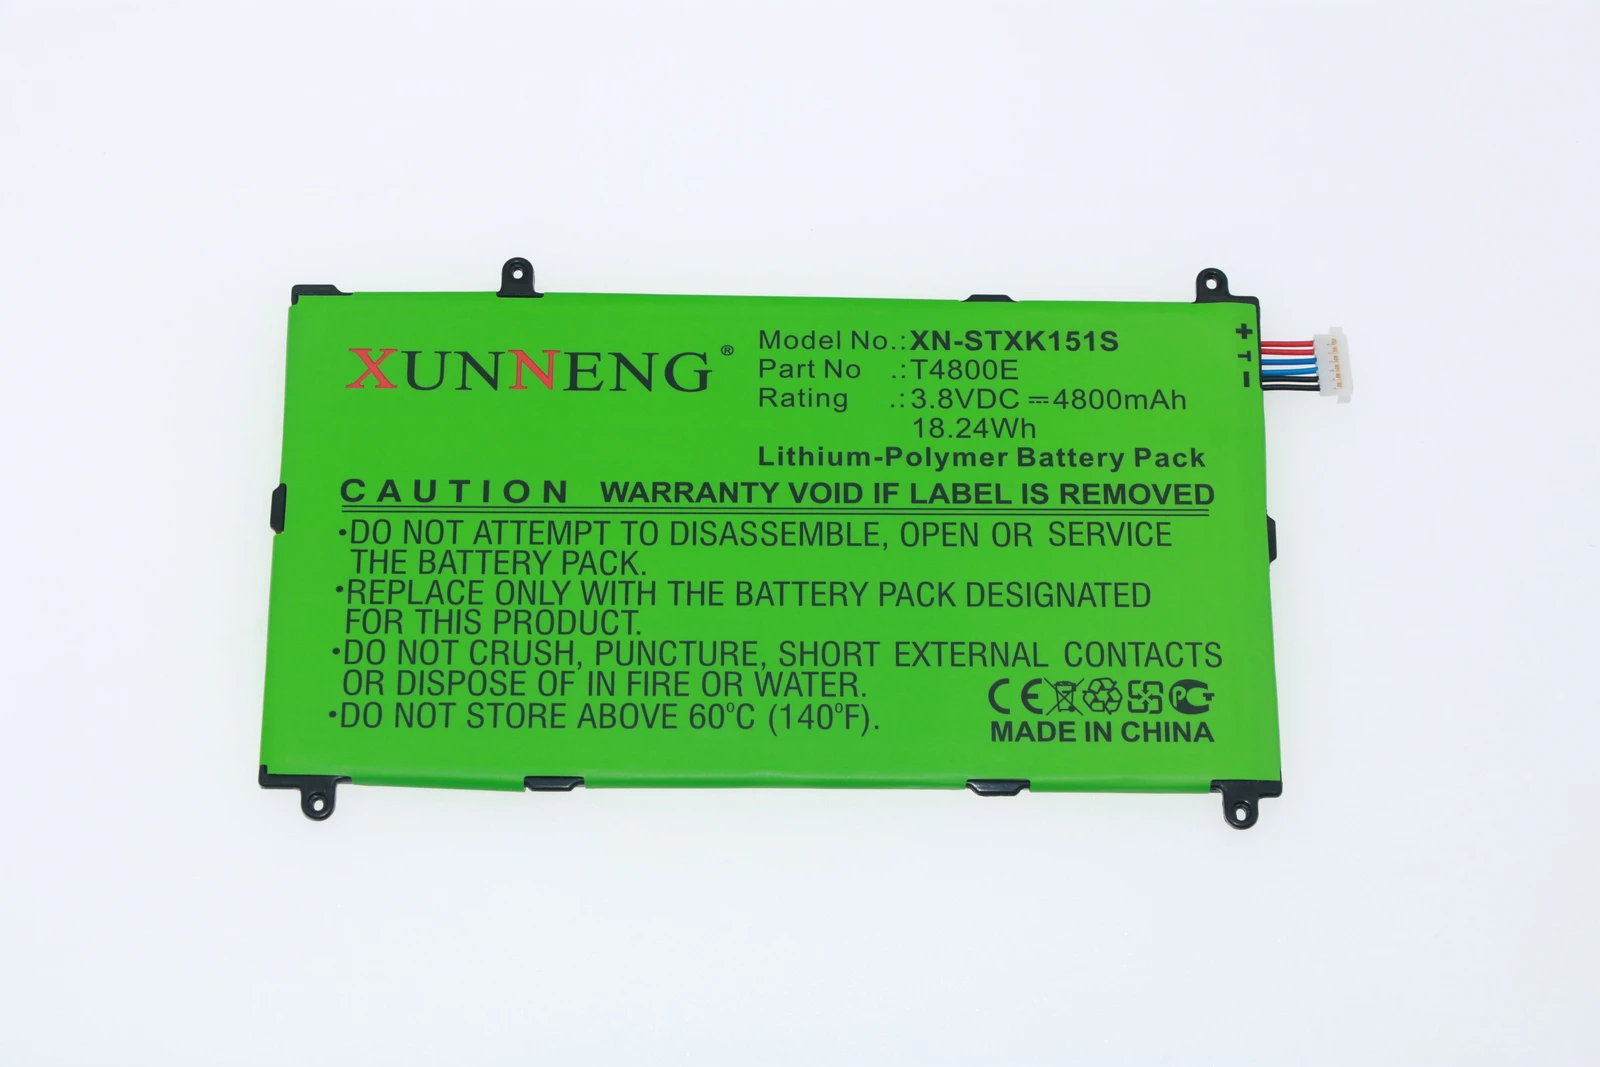 XUNNENG®
Model No.:XN-STXK151S
Part No .:T4800E
Rating .:3.8VDC ⎓4800mAh
18.24Wh
Lithium-Polymer Battery Pack
CAUTION WARRANTY VOID IF LABEL IS REMOVED
·DO NOT ATTEMPT TO DISASSEMBLE, OPEN OR SERVICE
THE BATTERY PACK.
·REPLACE ONLY WITH THE BATTERY PACK DESIGNATED
FOR THIS PRODUCT.
·DO NOT CRUSH, PUNCTURE, SHORT EXTERNAL CONTACTS
OR DISPOSE OF IN FIRE OR WATER.
·DO NOT STORE ABOVE 60⁰C (140⁰F).
CE
MADE IN CHINA
+
T
–